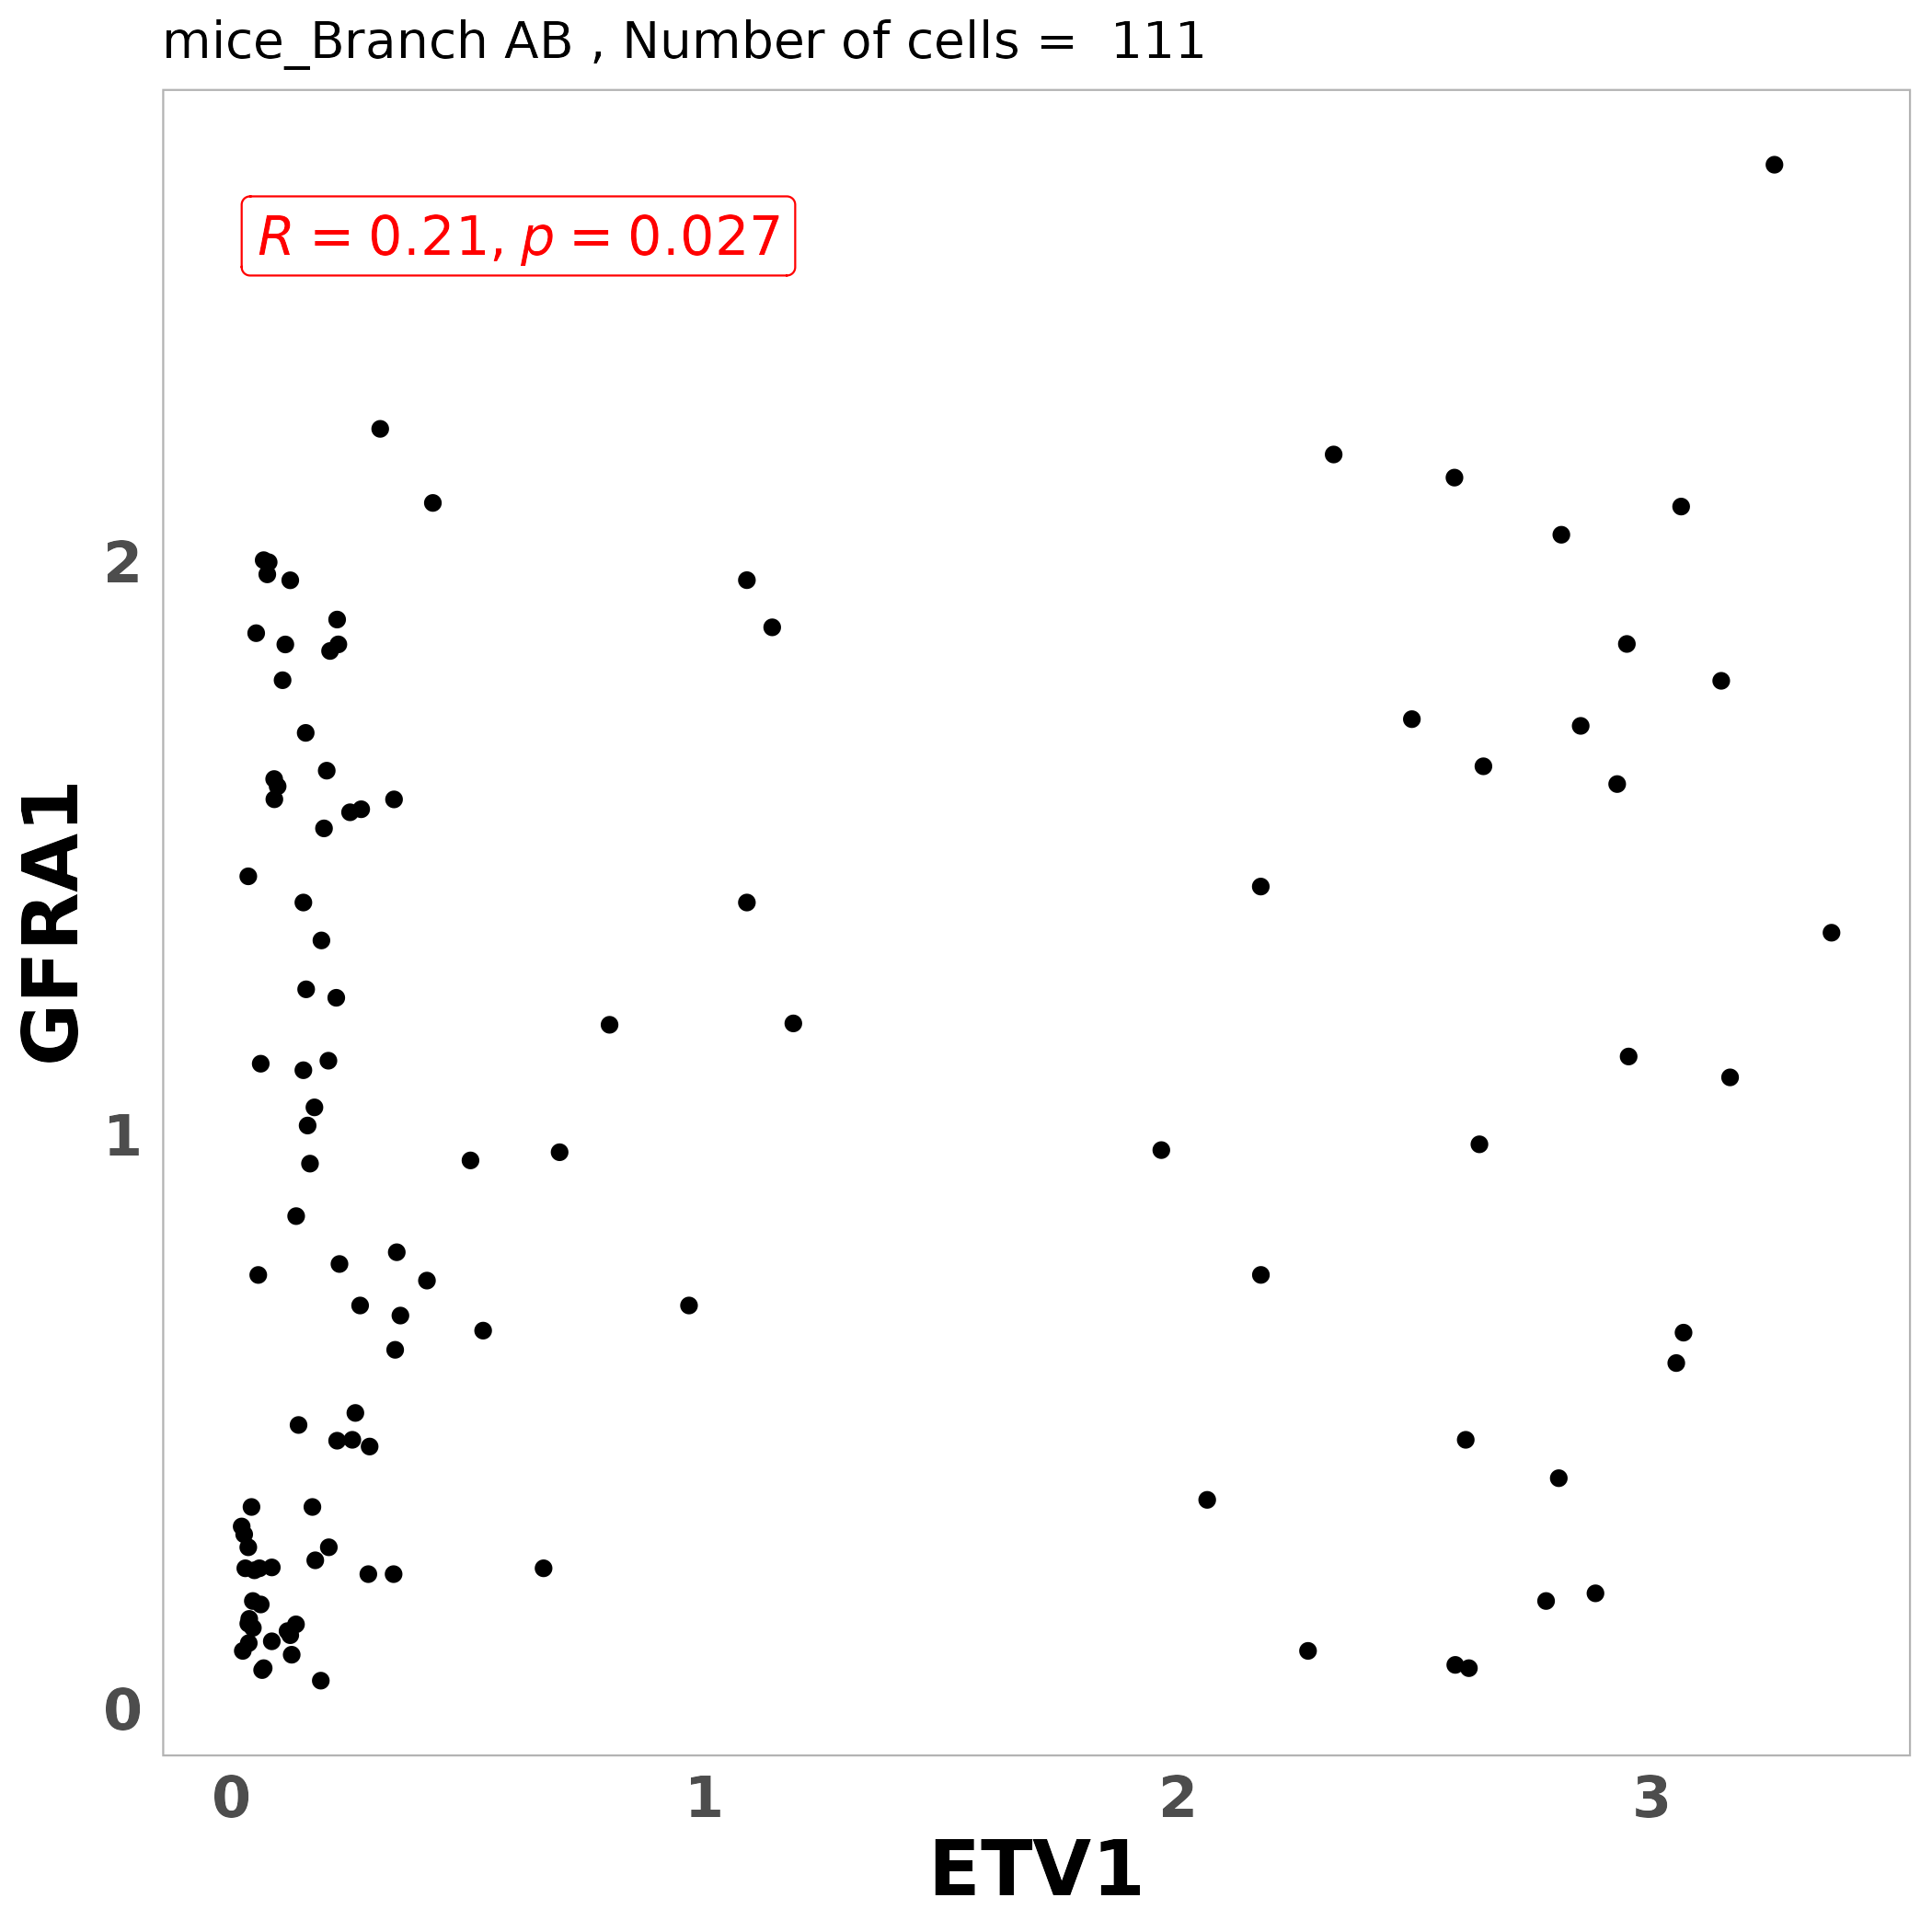 mice_Branch AB , Number of cells =  111
R = 0.21, p = 0.027
GFRA1
2
1
0
0 1 2 3
ETV1